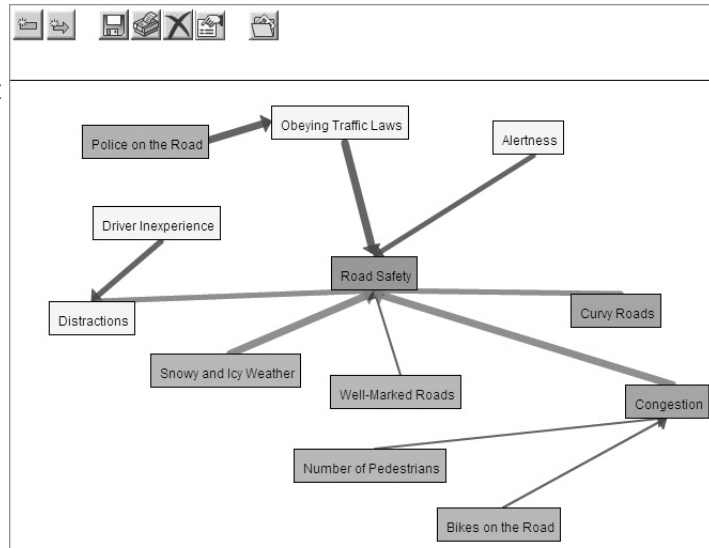 Obeying Traffic Laws
Alertness
Police on the Road
Driver Inexperience
Road Safety
Distractions
Curvy Roads
Snowy and Icy Weather
Well-Marked Roads
Congestion
Number of Pedestrians
Bikes on the Road